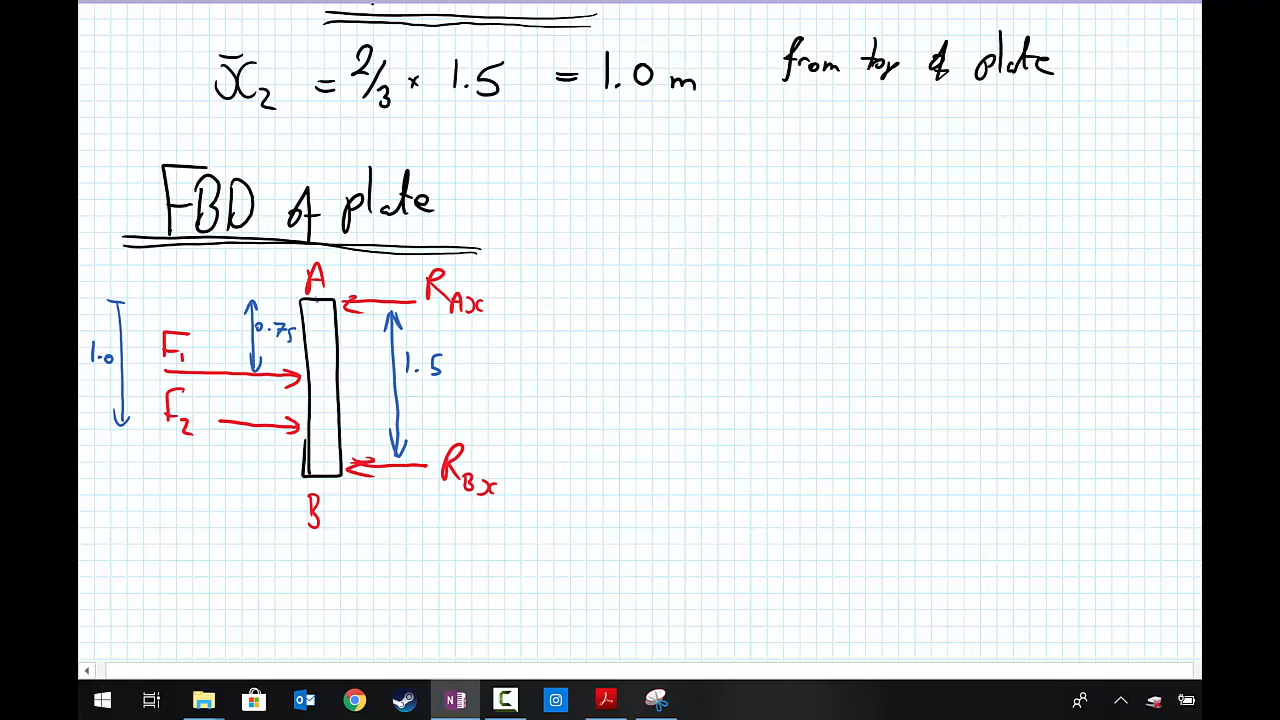 x̄₂ = 2/3 × 1.5 = 1.0 m from top of plate
FBD of plate
A
R_Ax
1.0
0.75
F₁
1.5
F₂
R_Bx
B